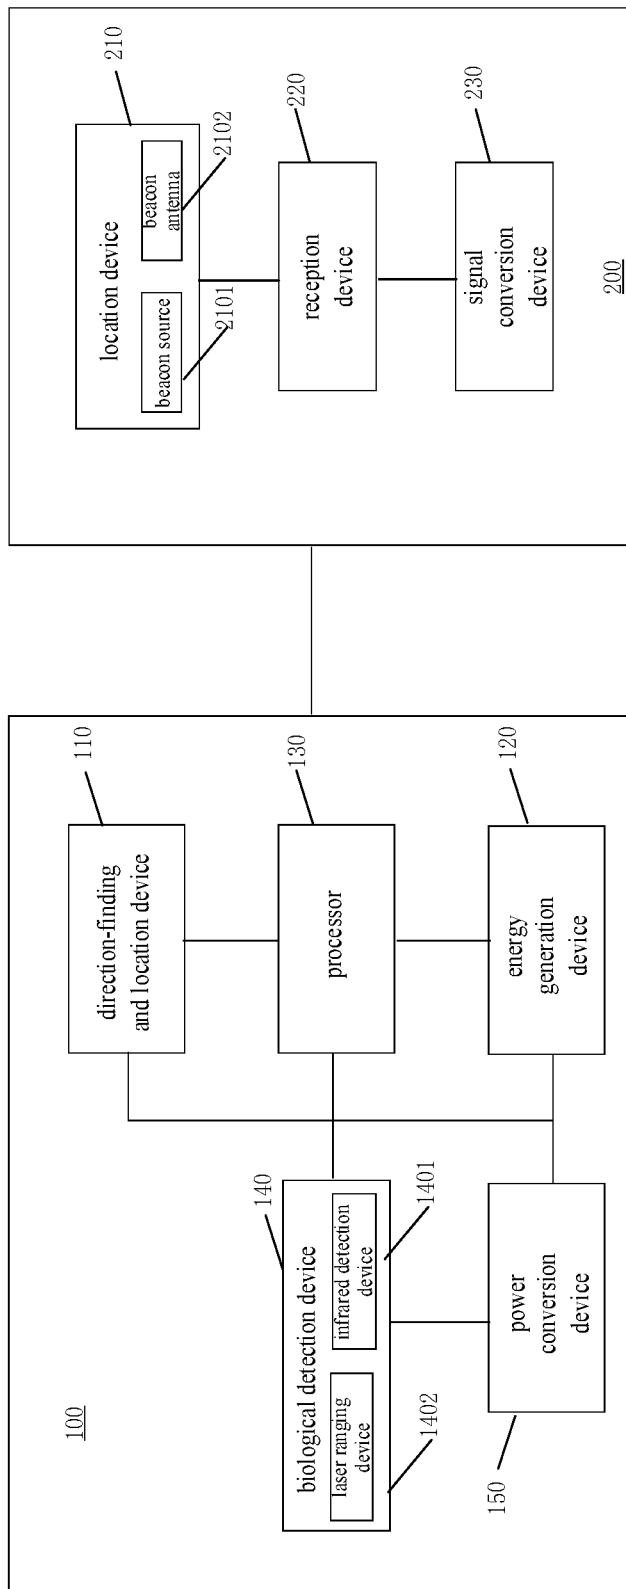 100
140
biological detection device
laser ranging
device
infrared detection
device
1402
1401
150
power
conversion
device
110
direction-finding
and location device
130
processor
120
energy
generation
device
210
location device
beacon source
beacon
antenna
2101
2102
220
reception
device
230
signal
conversion
device
200